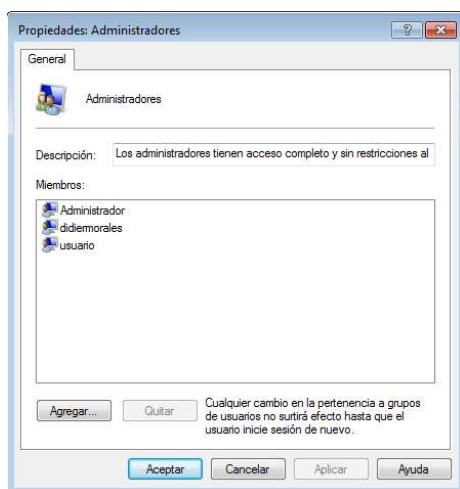 Propiedades: Administradores
General
Administradores
Descripción: Los administradores tienen acceso completo y sin restricciones al
Miembros:
Administrador
didiermorales
usuario
Agregar... Quitar
Cualquier cambio en la pertenencia a grupos
de usuarios no surtirá efecto hasta que el
usuario inicie sesión de nuevo.
Aceptar Cancelar Aplicar Ayuda